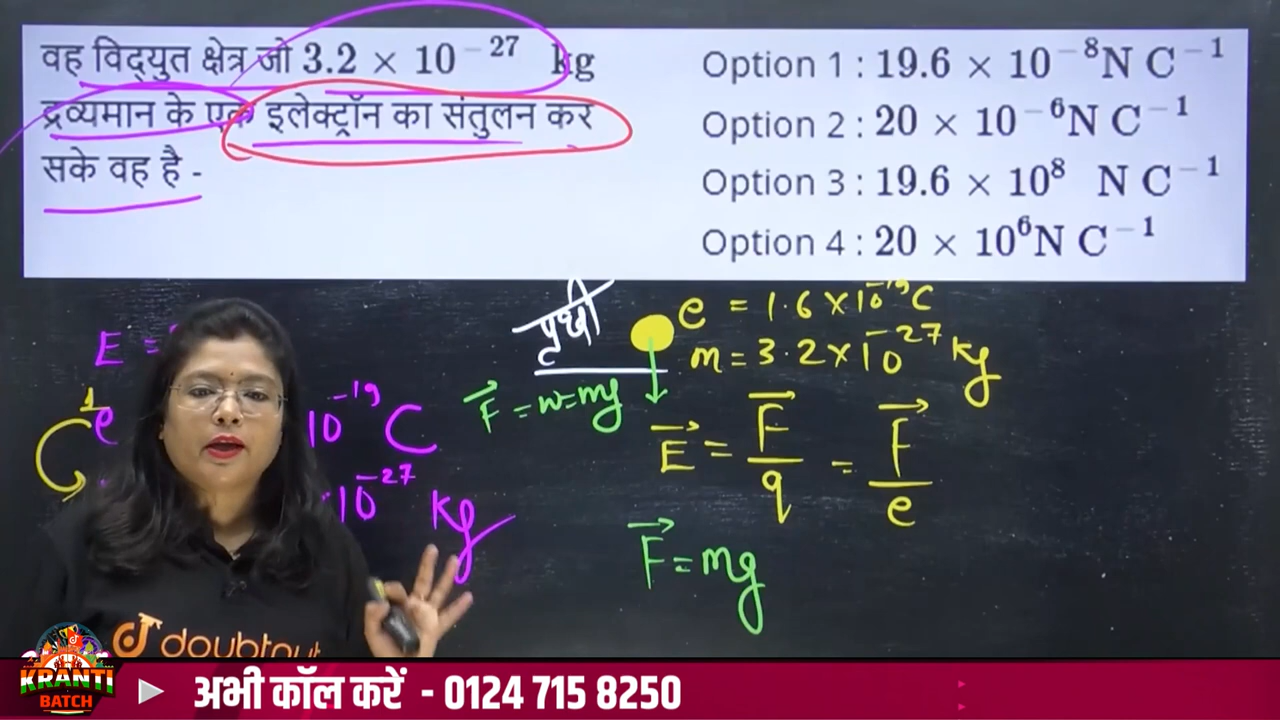 वह विद्युत क्षेत्र जो 3.2 × 10⁻²⁷ kg
द्रव्यमान के एक इलेक्ट्रॉन का संतुलन कर
सके वह है -
Option 1 : 19.6 × 10⁻⁸N C⁻¹
Option 2 : 20 × 10⁻⁶N C⁻¹
Option 3 : 19.6 × 10⁸ N C⁻¹
Option 4 : 20 × 10⁶N C⁻¹
E =
e
10⁻¹⁹ C
10⁻²⁷ kg
पृथ्वी
e = 1.6 × 10⁻¹⁹ C
m = 3.2 × 10⁻²⁷ kg
F⃗ = w = mg
E⃗ = F⃗/q = F⃗/e
F⃗ = mg
doubtnut
KRANTI
BATCH
अभी कॉल करें - 0124 715 8250